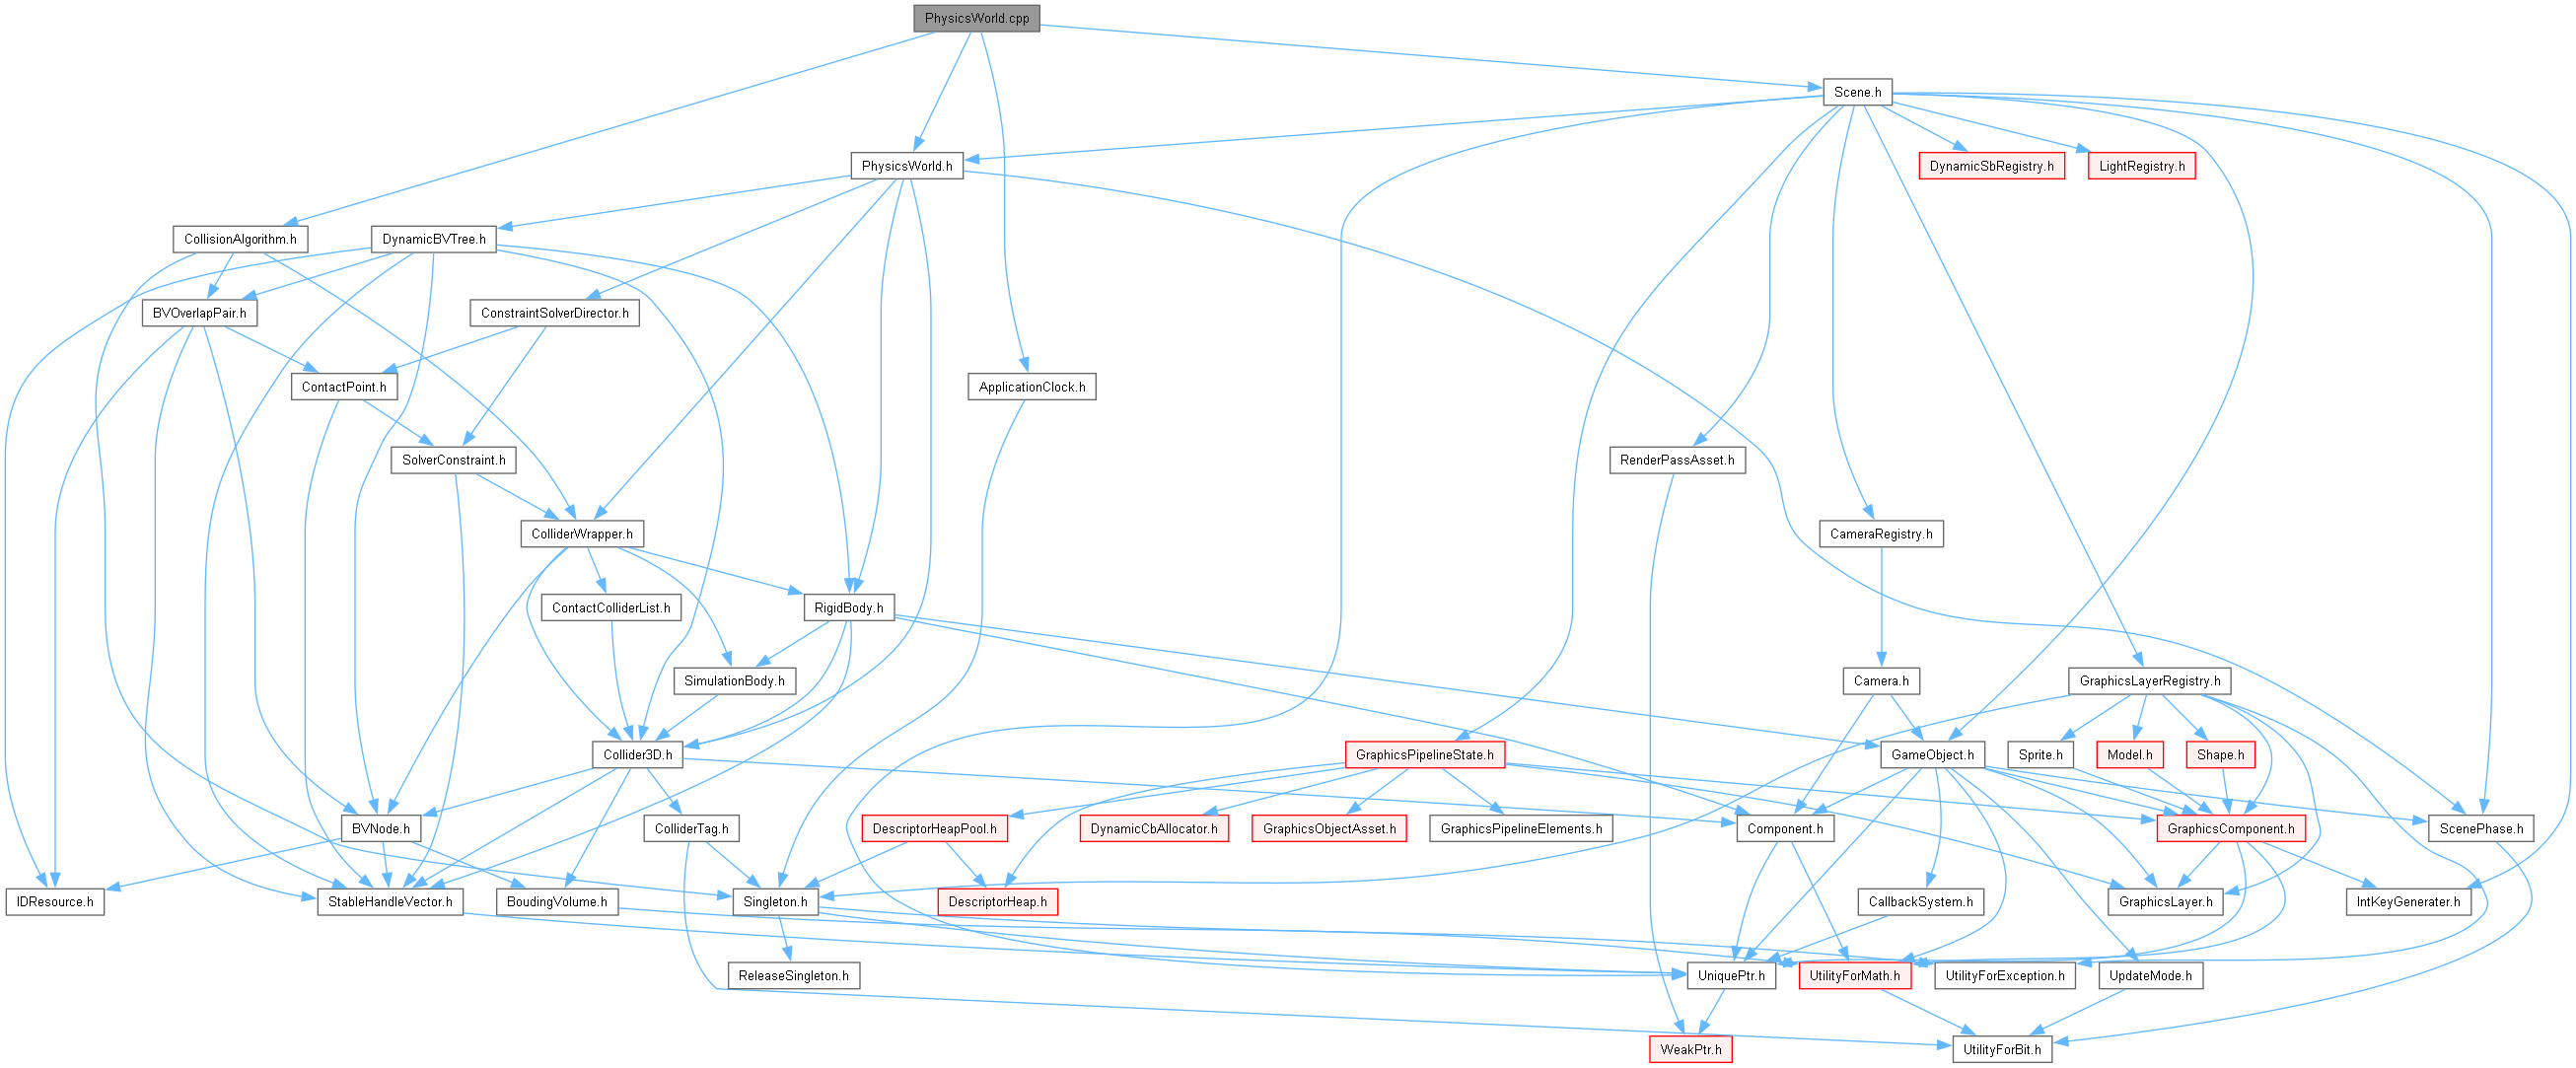 PhysicsWorld.cpp
Scene.h
PhysicsWorld.h
DynamicSbRegistry.h
LightRegistry.h
CollisionAlgorithm.h
DynamicBVTree.h
BVOverlapPair.h
ConstraintSolverDirector.h
ContactPoint.h
ApplicationClock.h
SolverConstraint.h
RenderPassAsset.h
ColliderWrapper.h
CameraRegistry.h
ContactColliderList.h
RigidBody.h
SimulationBody.h
Camera.h
GraphicsLayerRegistry.h
Collider3D.h
GraphicsPipelineState.h
GameObject.h
Sprite.h
Model.h
Shape.h
BVNode.h
ColliderTag.h
DescriptorHeapPool.h
DynamicCbAllocator.h
GraphicsObjectAsset.h
GraphicsPipelineElements.h
Component.h
GraphicsComponent.h
ScenePhase.h
IDResource.h
StableHandleVector.h
BoudingVolume.h
Singleton.h
DescriptorHeap.h
CallbackSystem.h
GraphicsLayer.h
IntKeyGenerater.h
ReleaseSingleton.h
UniquePtr.h
UtilityForMath.h
UtilityForException.h
UpdateMode.h
WeakPtr.h
UtilityForBit.h